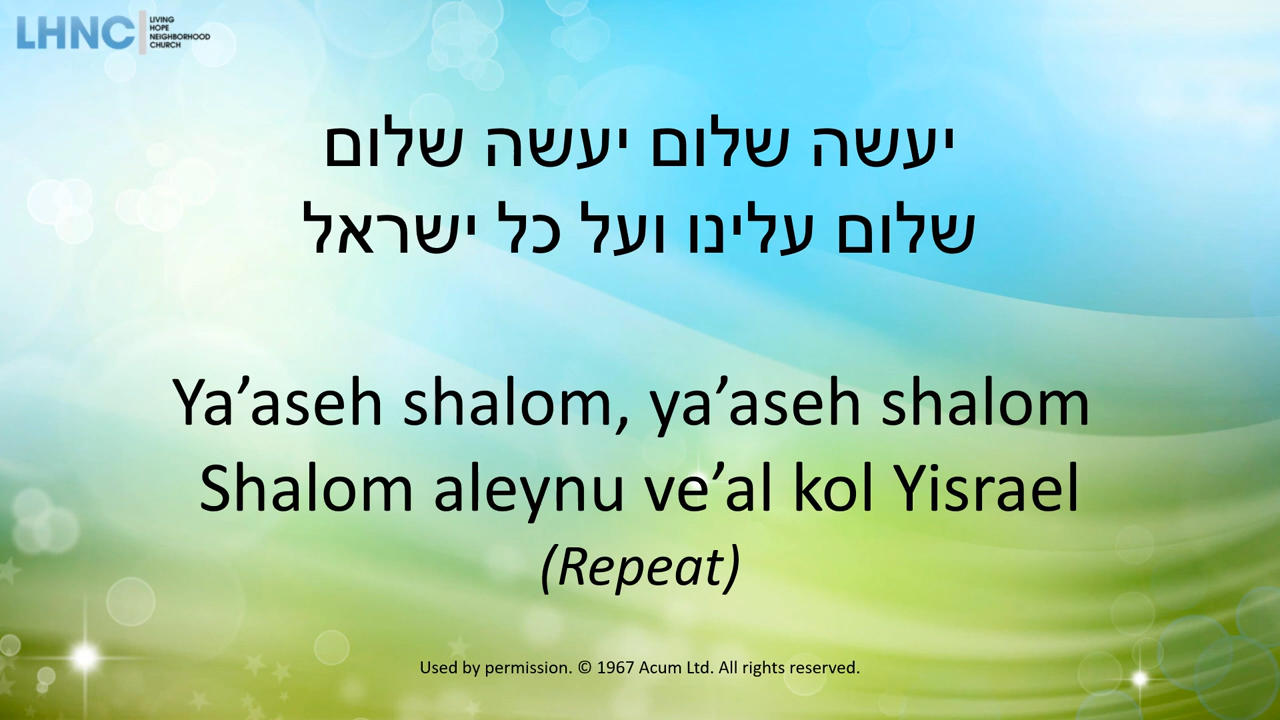 LHNC
LIVING
HOPE
NEIGHBORHOOD
CHURCH
יעשה שלום יעשה שלום
שלום עלינו ועל כל ישראל
Ya’aseh shalom, ya’aseh shalom
Shalom aleynu ve’al kol Yisrael
(Repeat)
Used by permission. © 1967 Acum Ltd. All rights reserved.